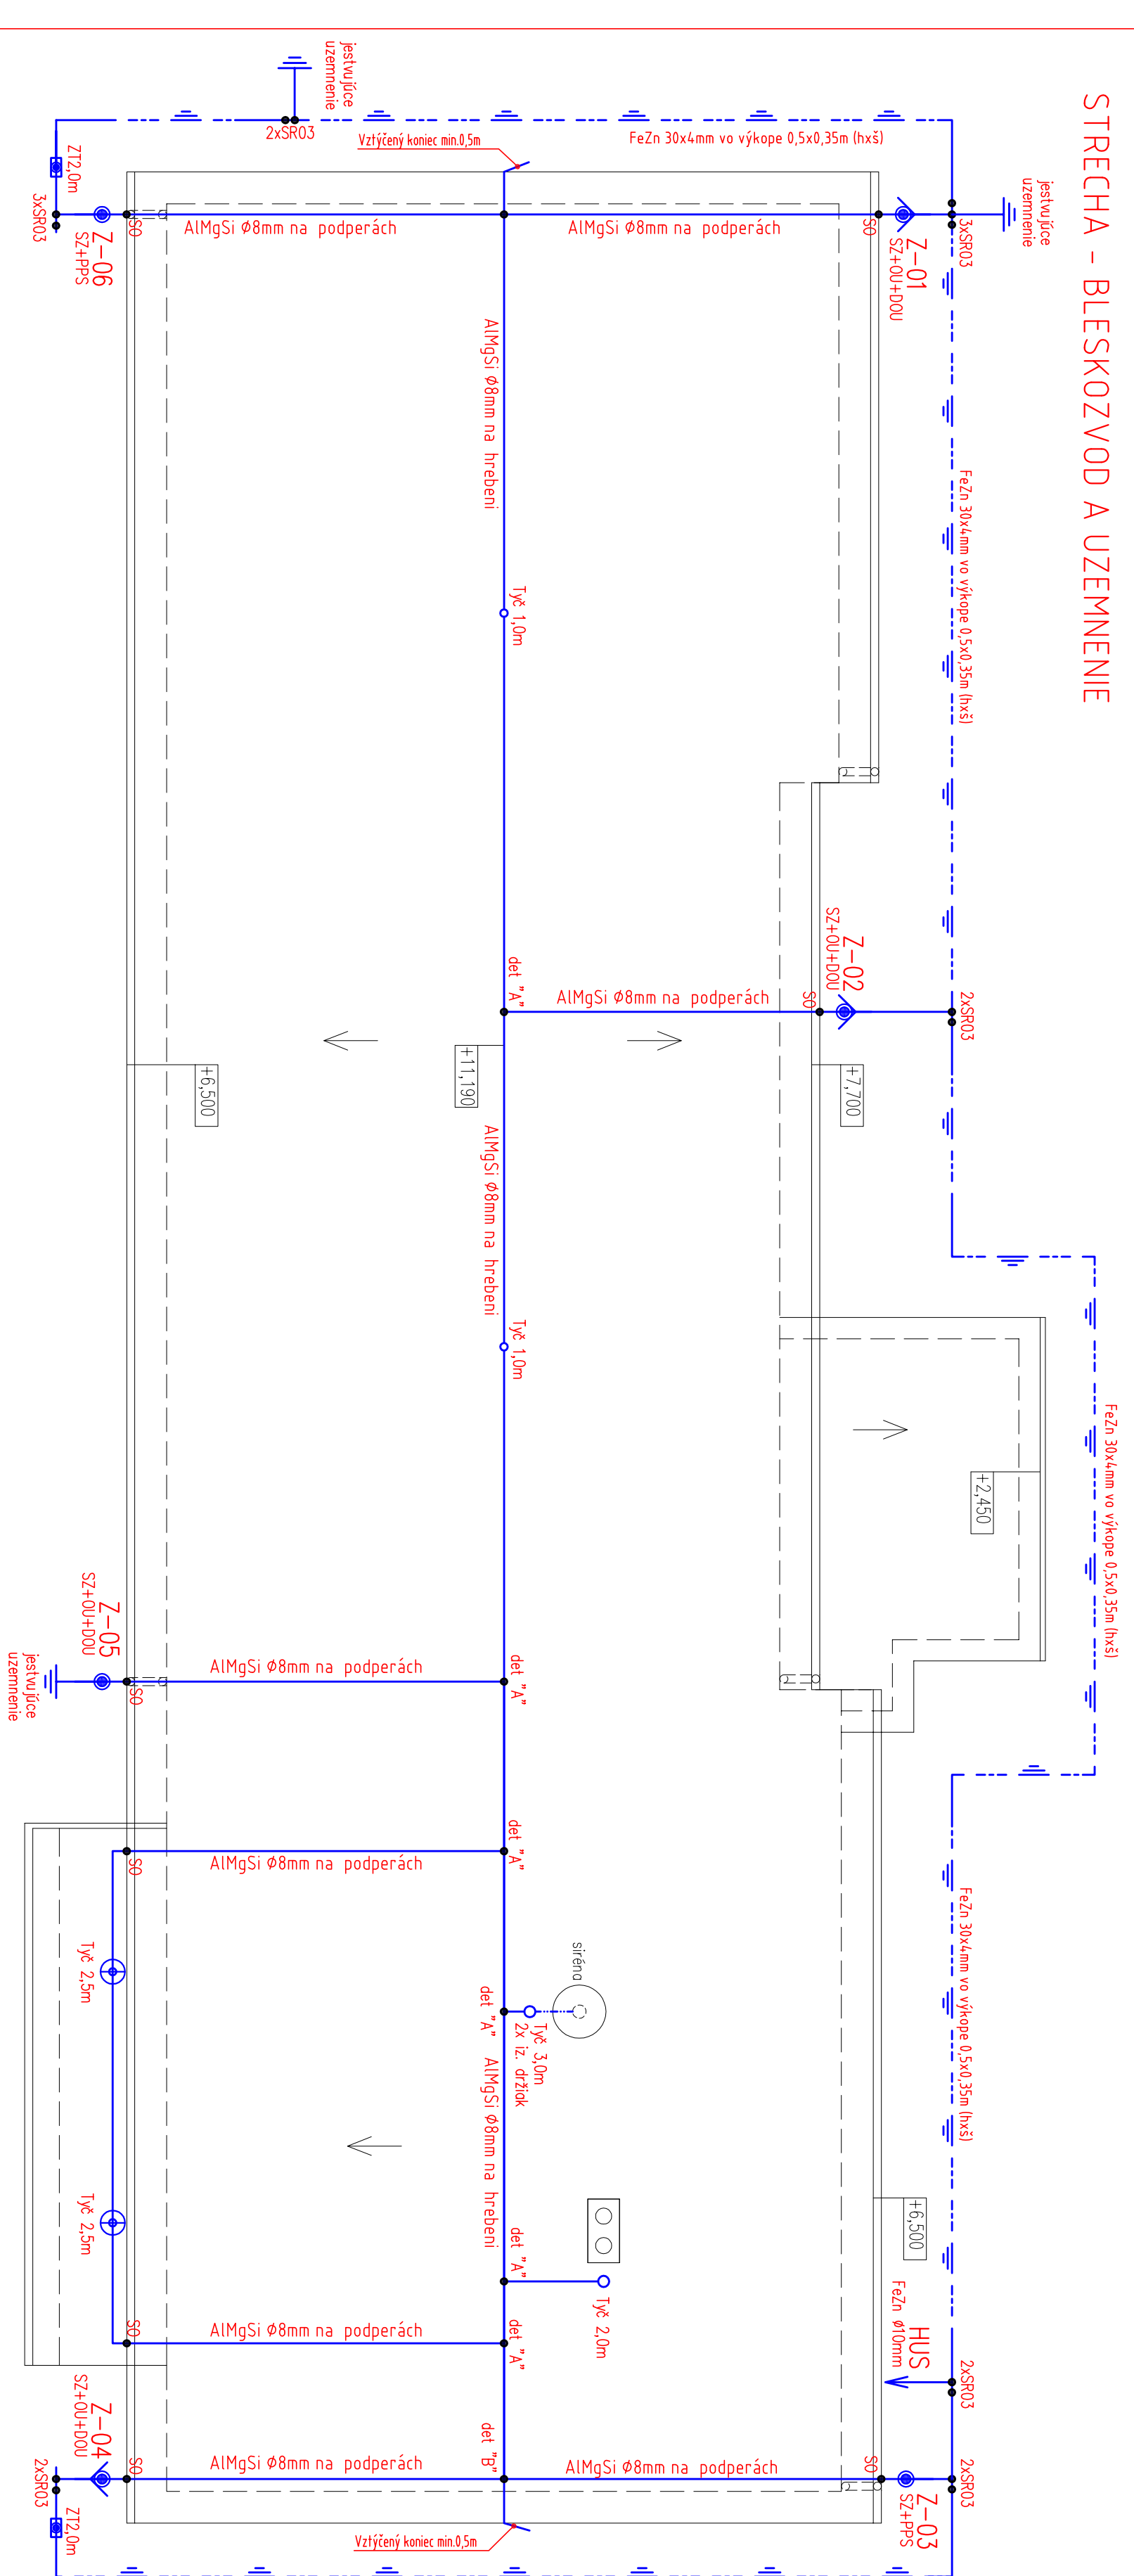 STRECHA - BLESKOZVOD A UZEMNENIE
jestvujúce
uzemnenie
2xSR03
Vztýčený koniec min.0,5m
FeZn 30x4mm vo výkope 0,5x0,35m (hxš)
jestvujúce
uzemnenie
3xSR03
ZT2,0m
3xSR03
Z-06
SZ+PPS
SO
AlMgSi Ø8mm na podperách
AlMgSi Ø8mm na podperách
SO
Z-01
SZ+OU+DOU
AlMgSi Ø8mm na hrebeni
FeZn 30x4mm vo výkope 0,5x0,35m (hxš)
Tyč 1,0m
det "A"
AlMgSi Ø8mm na podperách
SO
Z-02
SZ+OU+DOU
2xSR03
+6,500
+11,190
+7,700
AlMgSi Ø8mm na hrebeni
Tyč 1,0m
+2,450
FeZn 30x4mm vo výkope 0,5x0,35m (hxš)
Z-05
SZ+OU+DOU
jestvujúce
uzemnenie
SO
AlMgSi Ø8mm na podperách
det "A"
SO
AlMgSi Ø8mm na podperách
det "A"
Tyč 2,5m
siréna
det "A"
Tyč 3,0m
2x iz. držiak
AlMgSi Ø8mm na hrebeni
FeZn 30x4mm vo výkope 0,5x0,35m (hxš)
Tyč 2,5m
det "A"
Tyč 2,0m
+6,500
HUS
FeZn Ø10mm
2xSR03
SO
AlMgSi Ø8mm na podperách
det "A"
Z-04
SZ+OU+DOU
2xSR03
ZT2,0m
SO
AlMgSi Ø8mm na podperách
det "B"
AlMgSi Ø8mm na podperách
SO
Z-03
SZ+PPS
2xSR03
Vztýčený koniec min.0,5m